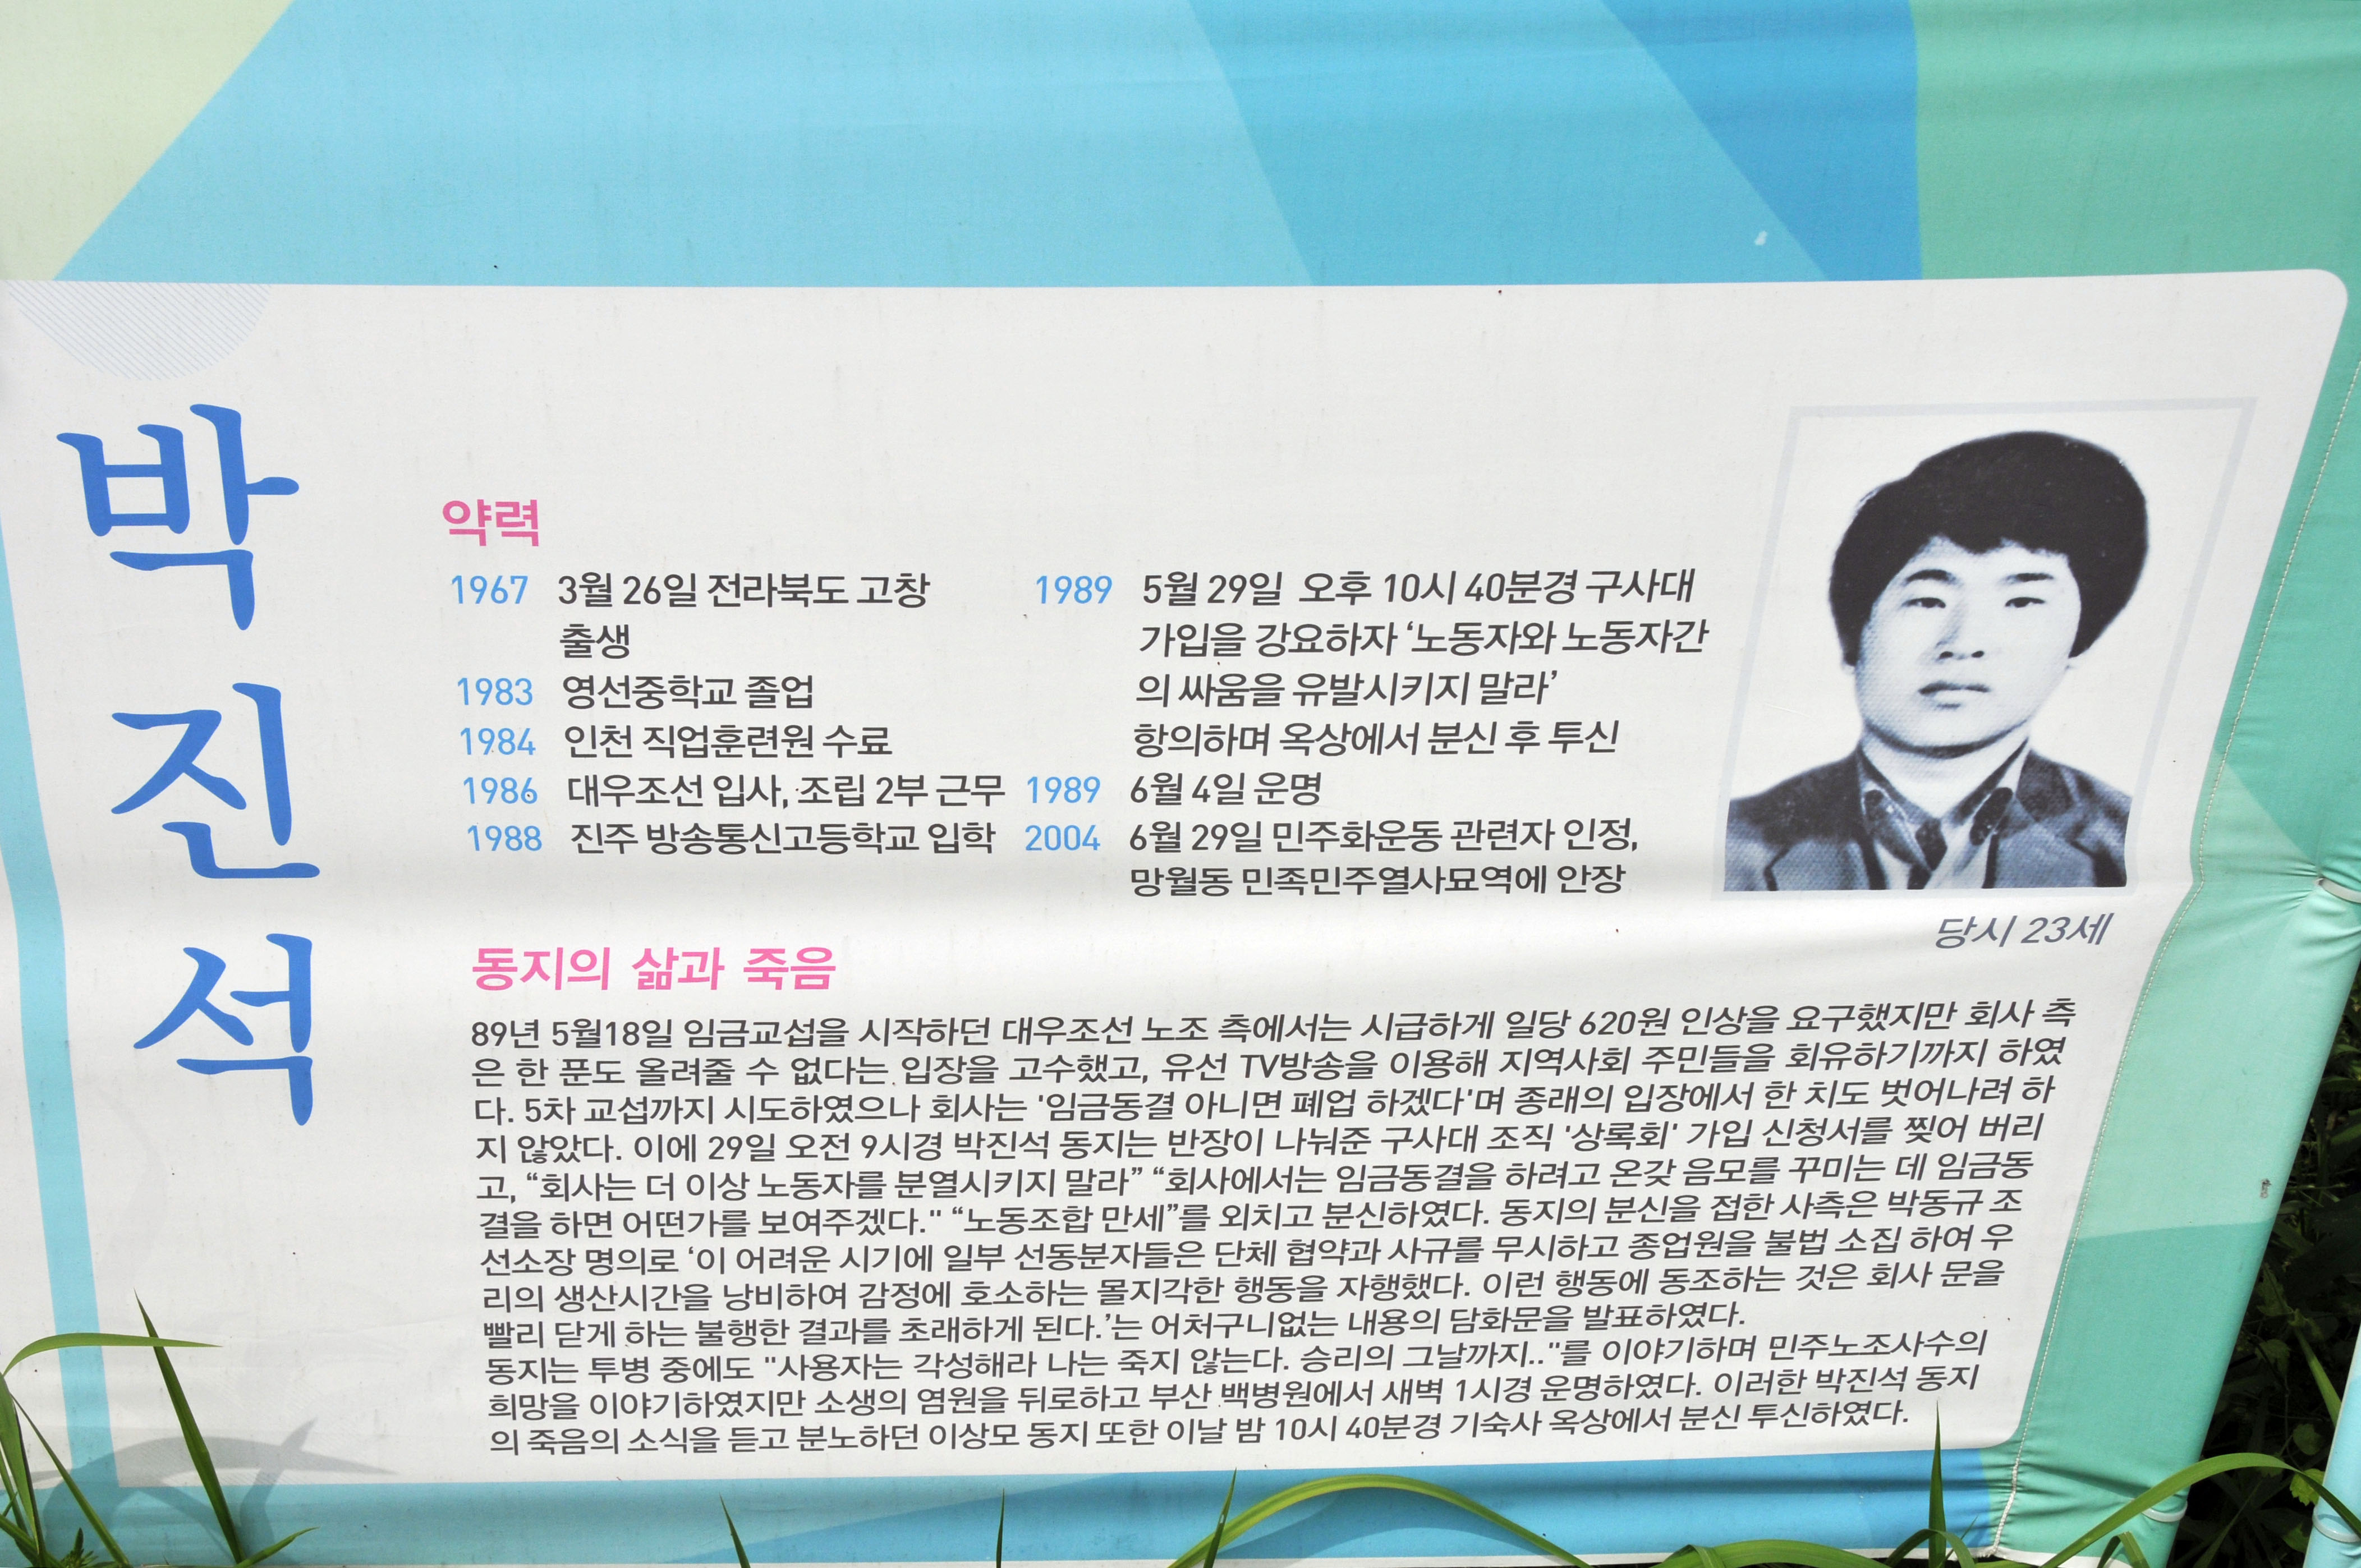 박진석
약력
1967 3월 26일 전라북도 고창
출생
1983 영선중학교 졸업
1984 인천 직업훈련원 수료
1986 대우조선 입사, 조립 2부 근무
1988 진주 방송통신고등학교 입학
1989 5월 29일 오후 10시 40분경 구사대
가입을 강요하자 ‘노동자와 노동자간
의 싸움을 유발시키지 말라’
항의하며 옥상에서 분신 후 투신
1989 6월 4일 운명
2004 6월 29일 민주화운동 관련자 인정,
망월동 민족민주열사묘역에 안장
당시 23세
동지의 삶과 죽음
89년 5월18일 임금교섭을 시작하던 대우조선 노조 측에서는 시급하게 일당 620원 인상을 요구했지만 회사 측
은 한 푼도 올려줄 수 없다는 입장을 고수했고, 유선 TV방송을 이용해 지역사회 주민들을 회유하기까지 하였
다. 5차 교섭까지 시도하였으나 회사는 '임금동결 아니면 폐업 하겠다'며 종래의 입장에서 한 치도 벗어나려 하
지 않았다. 이에 29일 오전 9시경 박진석 동지는 반장이 나눠준 구사대 조직 '상록회' 가입 신청서를 찢어 버리
고, “회사는 더 이상 노동자를 분열시키지 말라” “회사에서는 임금동결을 하려고 온갖 음모를 꾸미는 데 임금동
결을 하면 어떤가를 보여주겠다." “노동조합 만세”를 외치고 분신하였다. 동지의 분신을 접한 사측은 박동규 조
선소장 명의로 ‘이 어려운 시기에 일부 선동분자들은 단체 협약과 사규를 무시하고 종업원을 불법 소집 하여 우
리의 생산시간을 낭비하여 감정에 호소하는 몰지각한 행동을 자행했다. 이런 행동에 동조하는 것은 회사 문을
빨리 닫게 하는 불행한 결과를 초래하게 된다.’는 어처구니없는 내용의 담화문을 발표하였다.
동지는 투병 중에도 "사용자는 각성해라 나는 죽지 않는다. 승리의 그날까지.."를 이야기하며 민주노조사수의
희망을 이야기하였지만 소생의 염원을 뒤로하고 부산 백병원에서 새벽 1시경 운명하였다. 이러한 박진석 동지
의 죽음의 소식을 듣고 분노하던 이상모 동지 또한 이날 밤 10시 40분경 기숙사 옥상에서 분신 투신하였다.